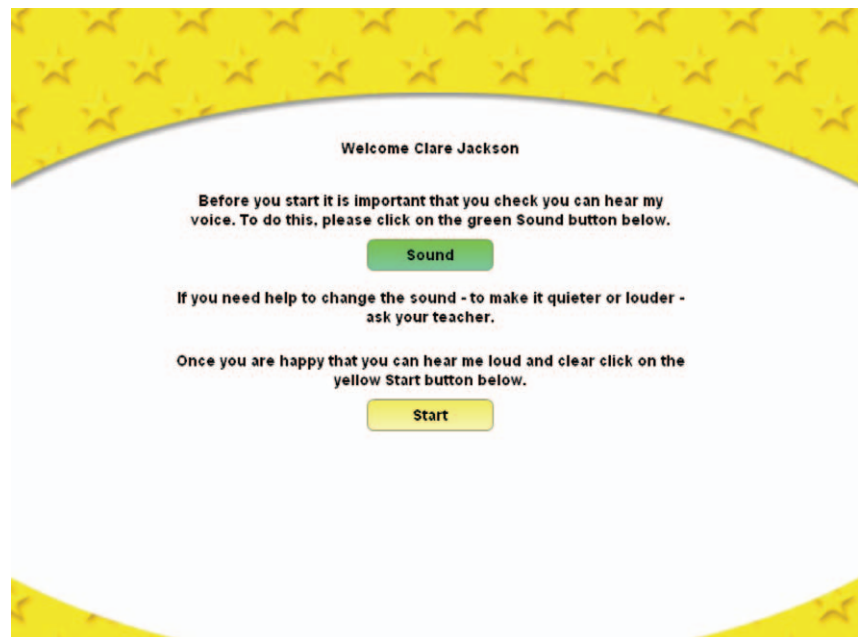 Welcome Clare Jackson
Before you start it is important that you check you can hear my
voice. To do this, please click on the green Sound button below.
Sound
If you need help to change the sound - to make it quieter or louder -
ask your teacher.
Once you are happy that you can hear me loud and clear click on the
yellow Start button below.
Start